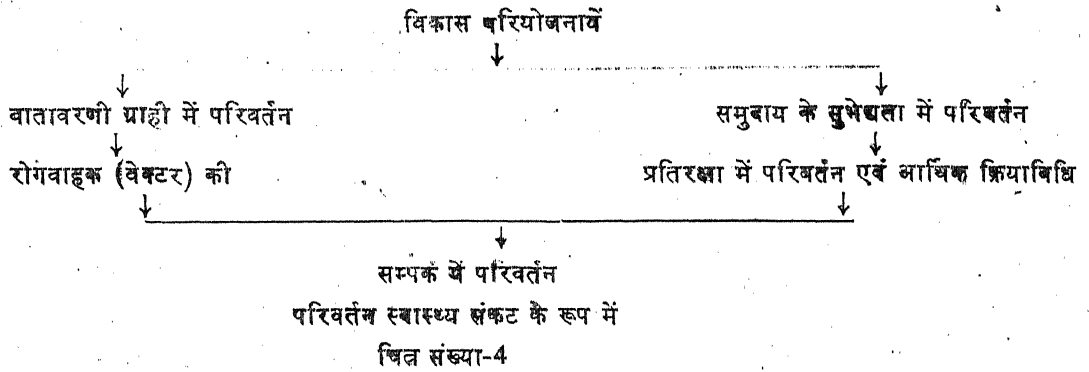 विकास परियोजनायें
वातावरणी ग्राही में परिवर्तन
समुदाय के सुभेद्यता में परिवर्तन
रोगवाहक (वेक्टर) की
प्रतिरक्षा में परिवर्तन एवं आर्थिक क्रियाविधि
सम्पर्क में परिवर्तन
परिवर्तन स्वास्थ्य संकट के रूप में
चित्र संख्या-4